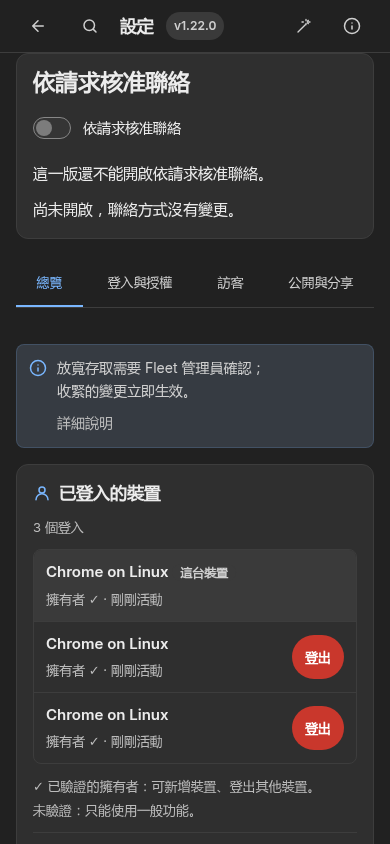 設定 v1.22.0
依請求核准聯絡
依請求核准聯絡
這一版還不能開啟依請求核准聯絡。
尚未開啟，聯絡方式沒有變更。
總覽 登入與授權 訪客 公開與分享
放寬存取需要 Fleet 管理員確認；
收緊的變更立即生效。
詳細說明
已登入的裝置
3 個登入
Chrome on Linux 這台裝置
擁有者 ✓ · 剛剛活動
Chrome on Linux
擁有者 ✓ · 剛剛活動
登出
Chrome on Linux
擁有者 ✓ · 剛剛活動
登出
✓ 已驗證的擁有者：可新增裝置、登出其他裝置。
未驗證：只能使用一般功能。